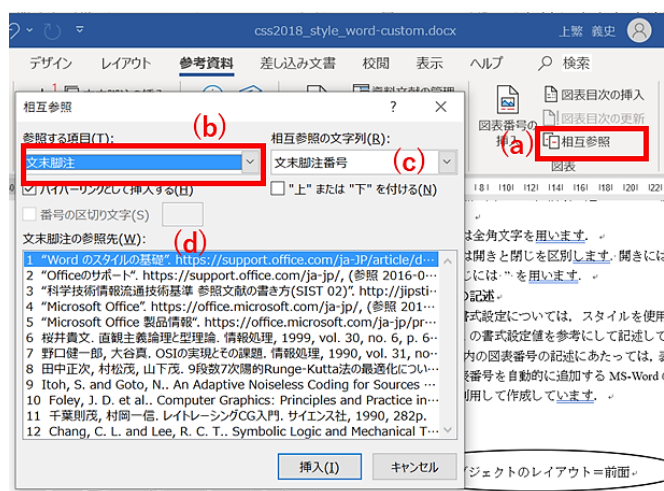 css2018_style_word-custom.docx
上繁 義史
デザイン レイアウト 参考資料 差し込み文書 校閲 表示 ヘルプ 検索
図表番号の
挿入
図表目次の挿入
図表目次の更新
相互参照
図表
(a)
相互参照 ? ×
参照する項目(T):
(b)
文末脚注
相互参照の文字列(R):
文末脚注番号
(c)
ハイパーリンクとして挿入する(H)
"上" または "下" を付ける(N)
番号の区切り文字(S)
文末脚注の参照先(W):
(d)
1 “Word のスタイルの基礎”. https://support.office.com/ja-JP/article/d…
2 “Officeのサポート”. https://support.office.com/ja-jp/, (参照 2016-0…
3 “科学技術情報流通技術基準 参照文献の書き方(SIST 02)”. http://jipsti…
4 “Microsoft Office”. https://office.microsoft.com/ja-jp/, (参照 201…
5 “Microsoft Office 製品情報”. https://office.microsoft.com/ja-jp/pr…
6 桜井貴文. 直観主義論理と型理論. 情報処理, 1999, vol. 30, no. 6, p. 6…
7 野口健一郎, 大谷真. OSIの実現とその課題. 情報処理, 1990, vol. 31, no…
8 田中正次, 村松茂, 山下茂. 9段数7次陽的Runge-Kutta法の最適化につい…
9 Itoh, S. and Goto, N.. An Adaptive Noiseless Coding for Sources …
10 Foley, J. D. et al.. Computer Graphics: Principles and Practice in…
11 千葉則茂, 村岡一信. レイトレーシングCG入門. サイエンス社, 1990, 282p.
12 Chang, C. L. and Lee, R. C. T.. Symbolic Logic and Mechanical T…
挿入(I) キャンセル
|8| |10| |12| |14| |16| |18| |20| |22|
は全角文字を用います.
は開きと閉じを区別します. 開きには
じには ” を用います.
の記述
書式設定については, スタイルを使用
の書式設定値を参考にして記述して
内の図表番号の記述にあたっては, 表
番号を自動的に追加する MS-Word の
利用して作成しています.
ジェクトのレイアウト=前面